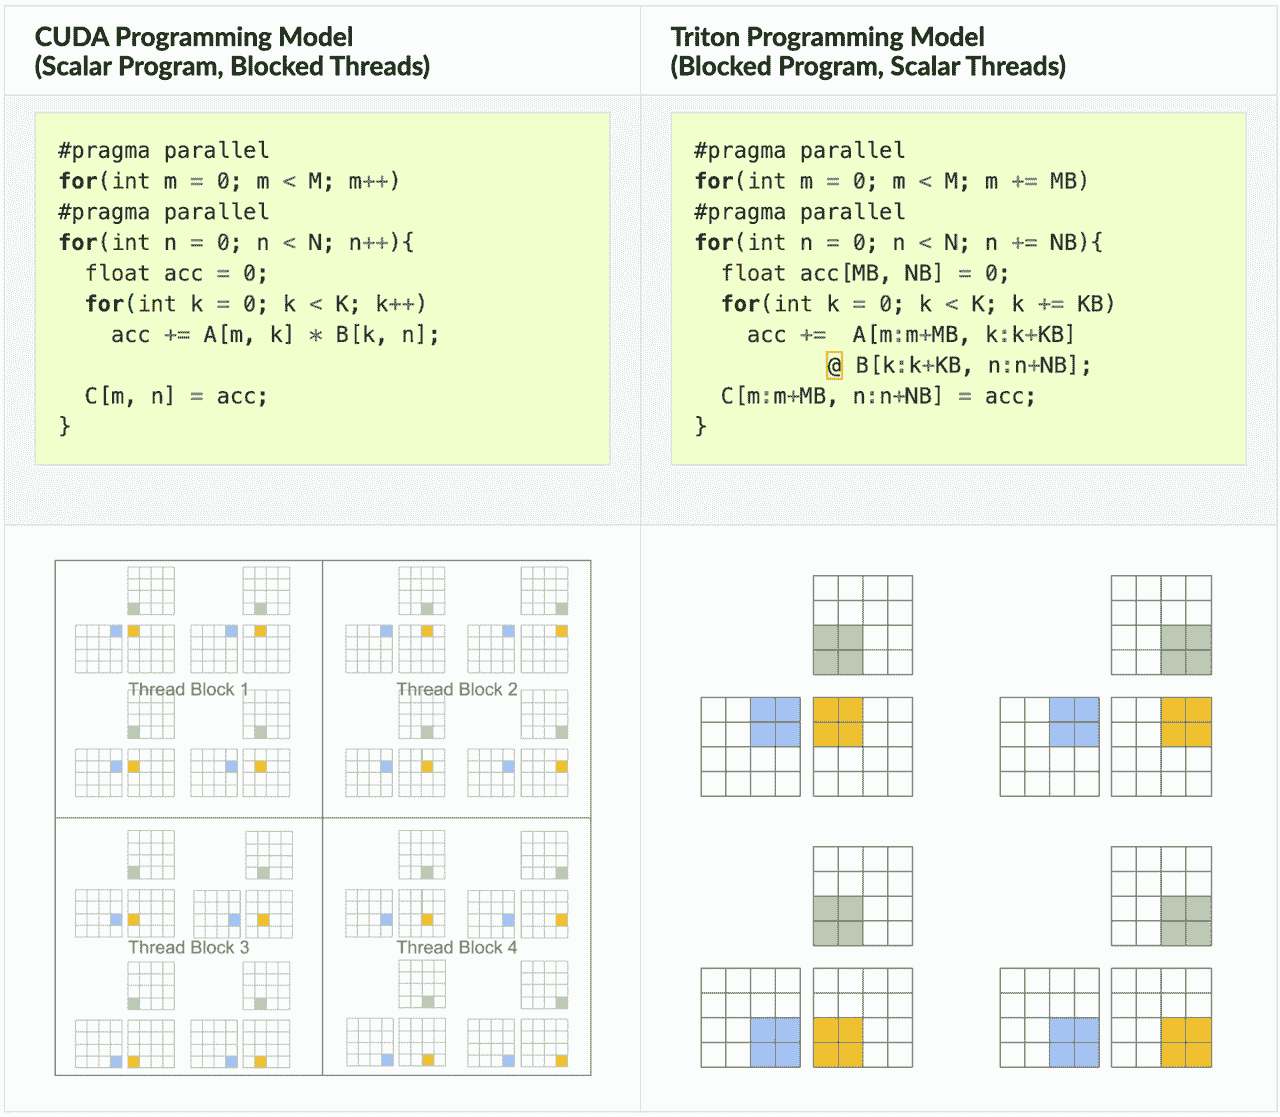 CUDA Programming Model
(Scalar Program, Blocked Threads)
#pragma parallel
for(int m = 0; m < M; m++)
#pragma parallel
for(int n = 0; n < N; n++){
  float acc = 0;
  for(int k = 0; k < K; k++)
    acc += A[m, k] * B[k, n];
  C[m, n] = acc;
}
Triton Programming Model
(Blocked Program, Scalar Threads)
#pragma parallel
for(int m = 0; m < M; m += MB)
#pragma parallel
for(int n = 0; n < N; n += NB){
  float acc[MB, NB] = 0;
  for(int k = 0; k < K; k += KB)
    acc +=  A[m:m+MB, k:k+KB]
          @ B[k:k+KB, n:n+NB];
  C[m:m+MB, n:n+NB] = acc;
}
Thread Block 1
Thread Block 2
Thread Block 3
Thread Block 4